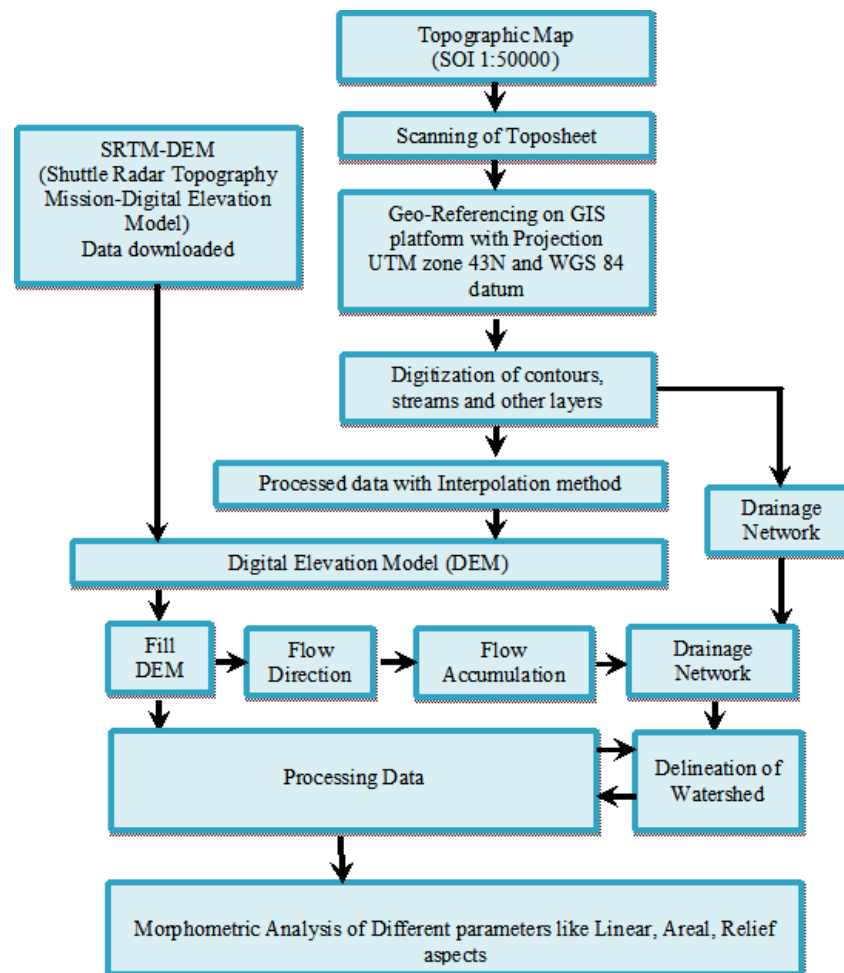 Topographic Map
(SOI 1:50000)
Scanning of Toposheet
SRTM-DEM
(Shuttle Radar Topography
Mission-Digital Elevation
Model)
Data downloaded
Geo-Referencing on GIS
platform with Projection
UTM zone 43N and WGS 84
datum
Digitization of contours,
streams and other layers
Processed data with Interpolation method
Drainage
Network
Digital Elevation Model (DEM)
Fill
DEM
Flow
Direction
Flow
Accumulation
Drainage
Network
Processing Data
Delineation of
Watershed
Morphometric Analysis of Different parameters like Linear, Areal, Relief
aspects